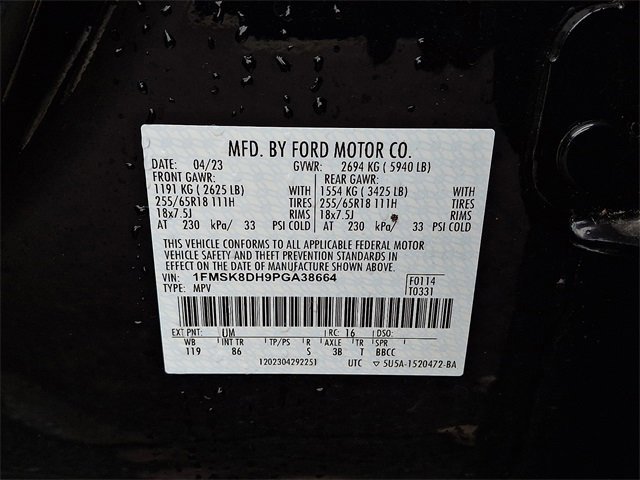 MFD. BY FORD MOTOR CO.
DATE: 04/23 GVWR: 2694 KG ( 5940 LB)
FRONT GAWR: REAR GAWR:
1191 KG ( 2625 LB) WITH 1554 KG ( 3425 LB) WITH
255/65R18 111H TIRES 255/65R18 111H TIRES
18x7.5J RIMS 18x7.5J RIMS
AT 230 kPa/ 33 PSI COLD AT 230 kPa/ 33 PSI COLD
THIS VEHICLE CONFORMS TO ALL APPLICABLE FEDERAL MOTOR
VEHICLE SAFETY AND THEFT PREVENTION STANDARDS IN
EFFECT ON THE DATE OF MANUFACTURE SHOWN ABOVE.
VIN: 1FMSK8DH9PGA38664 F0114
TYPE: MPV T0331
EXT PNT: UM RC: 16 DSO:
WB INT TR TP/PS R AXLE TR SPR
119 86 S 3B T BBCC
1202304292251 UTC ▽ 5U5A-1520472-BA